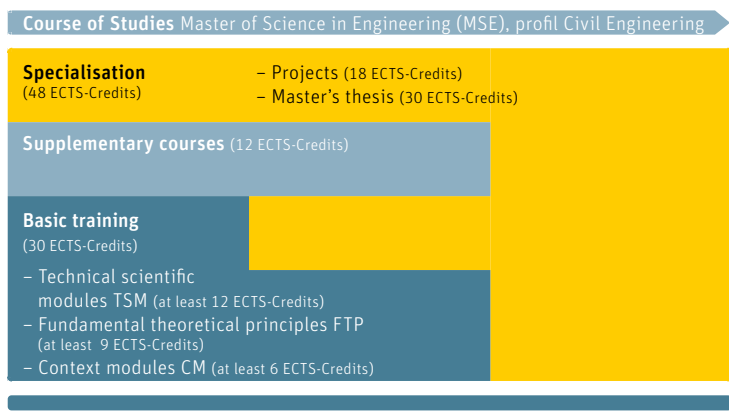 Course of Studies Master of Science in Engineering (MSE), profil Civil Engineering
Specialisation
(48 ECTS-Credits)
– Projects (18 ECTS-Credits)
– Master’s thesis (30 ECTS-Credits)
Supplementary courses (12 ECTS-Credits)
Basic training
(30 ECTS-Credits)
– Technical scientific
modules TSM (at least 12 ECTS-Credits)
– Fundamental theoretical principles FTP
(at least 9 ECTS-Credits)
– Context modules CM (at least 6 ECTS-Credits)